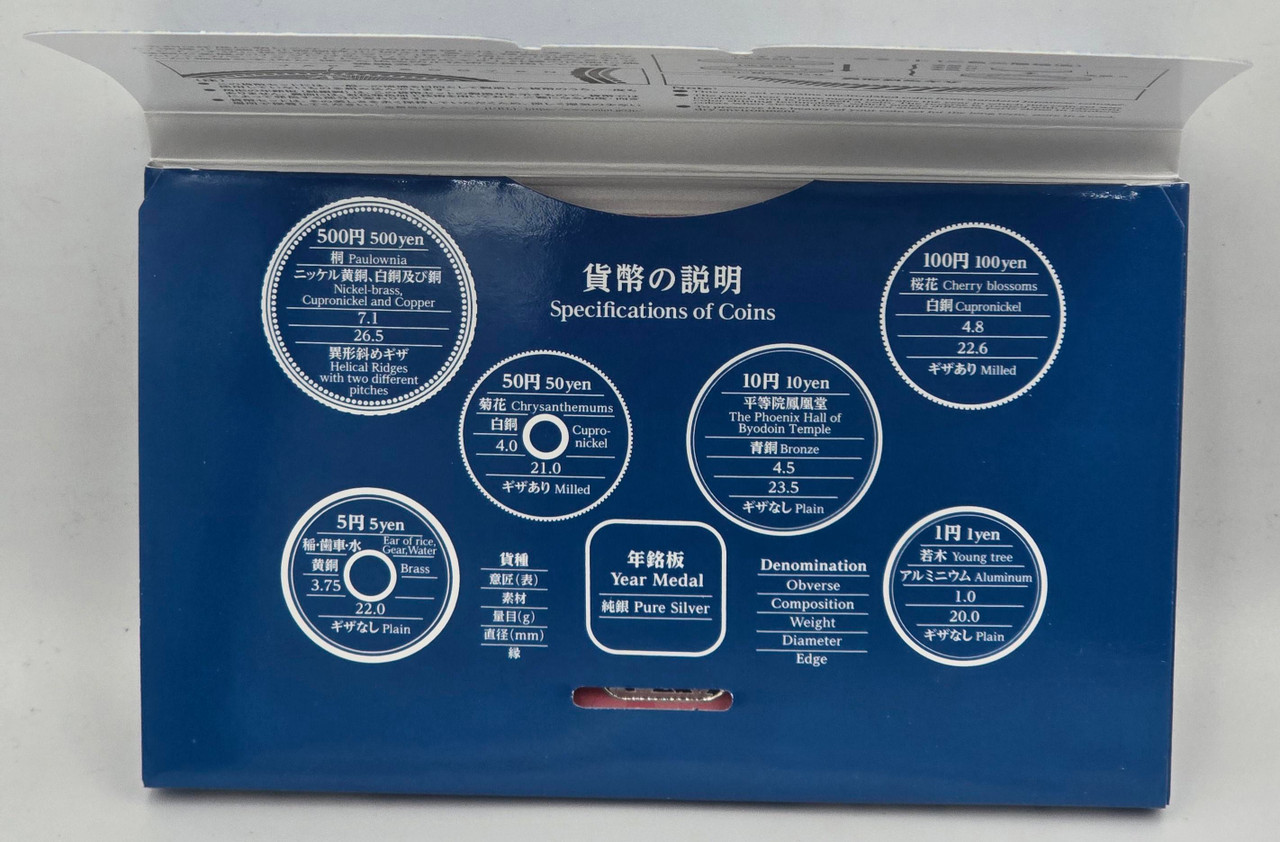 貨幣の説明
Specifications of Coins
500円 500yen
桐 Paulownia
ニッケル黄銅、白銅及び銅
Nickel-brass,
Cupronickel and Copper
7.1
26.5
異形斜めギザ
Helical Ridges
with two different
pitches
100円 100yen
桜花 Cherry blossoms
白銅 Cupronickel
4.8
22.6
ギザあり Milled
50円 50yen
菊花 Chrysanthemums
白銅 Cupro-
nickel
4.0
21.0
ギザあり Milled
10円 10yen
平等院鳳凰堂
The Phoenix Hall of
Byodoin Temple
青銅 Bronze
4.5
23.5
ギザなし Plain
5円 5yen
稲・歯車・水 Ear of rice,
Gear,Water
黄銅 Brass
3.75
22.0
ギザなし Plain
貨種
意匠(表)
素材
量目(g)
直径(mm)
縁
年銘板
Year Medal
純銀 Pure Silver
Denomination
Obverse
Composition
Weight
Diameter
Edge
1円 1yen
若木 Young tree
アルミニウム Aluminum
1.0
20.0
ギザなし Plain